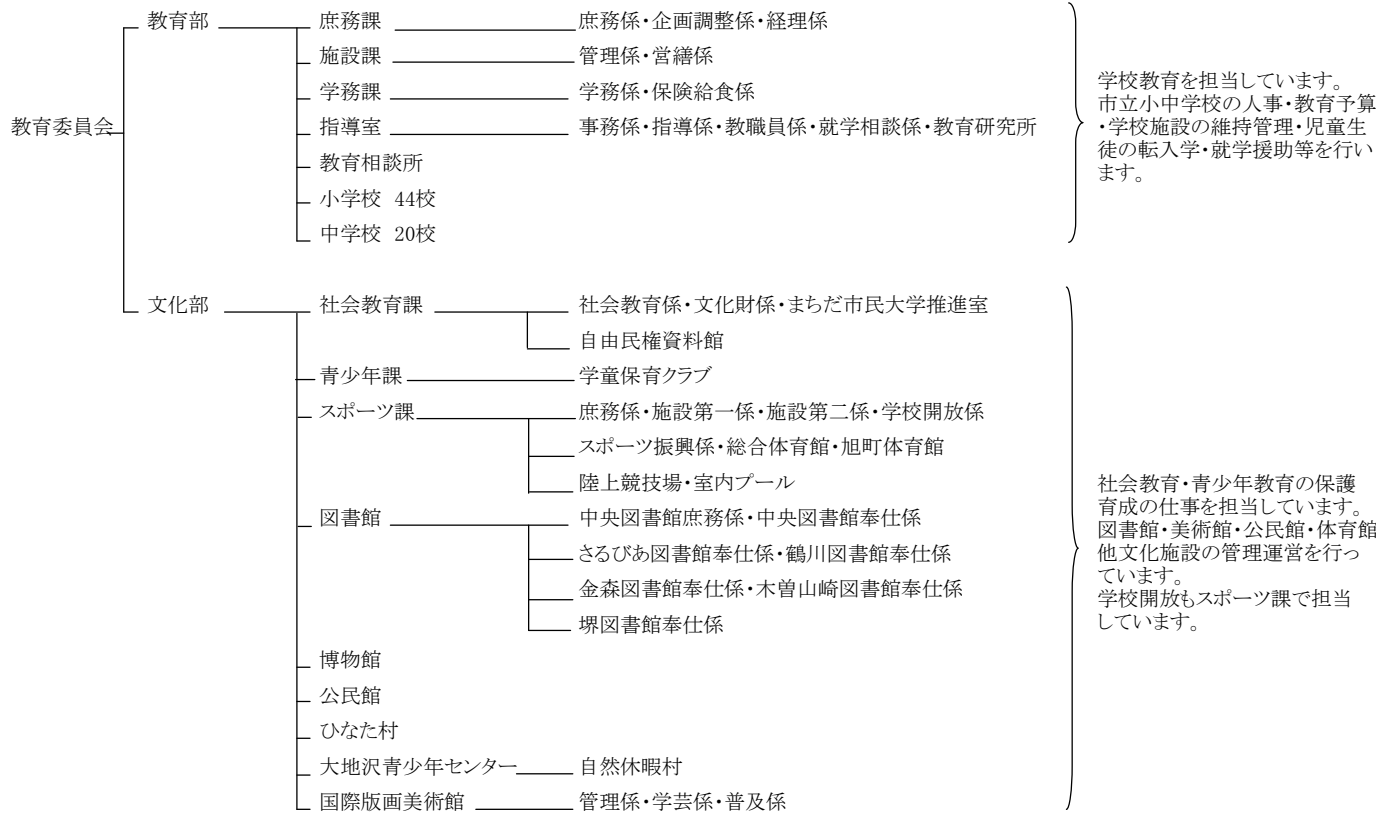 教育部 庶務課 庶務係・企画調整係・経理係
施設課 管理係・営繕係
学務課 学務係・保険給食係
教育委員会 指導室 事務係・指導係・教職員係・就学相談係・教育研究所
教育相談所
小学校 44校
中学校 20校
学校教育を担当しています。
市立小中学校の人事・教育予算
・学校施設の維持管理・児童生
徒の転入学・就学援助等を行い
ます。
文化部 社会教育課 社会教育係・文化財係・まちだ市民大学推進室
自由民権資料館
青少年課 学童保育クラブ
スポーツ課 庶務係・施設第一係・施設第二係・学校開放係
スポーツ振興係・総合体育館・旭町体育館
陸上競技場・室内プール
図書館 中央図書館庶務係・中央図書館奉仕係
さるびあ図書館奉仕係・鶴川図書館奉仕係
金森図書館奉仕係・木曽山崎図書館奉仕係
堺図書館奉仕係
博物館
公民館
ひなた村
大地沢青少年センター 自然休暇村
国際版画美術館 管理係・学芸係・普及係
社会教育・青少年教育の保護
育成の仕事を担当しています。
図書館・美術館・公民館・体育館
他文化施設の管理運営を行っ
ています。
学校開放もスポーツ課で担当
しています。